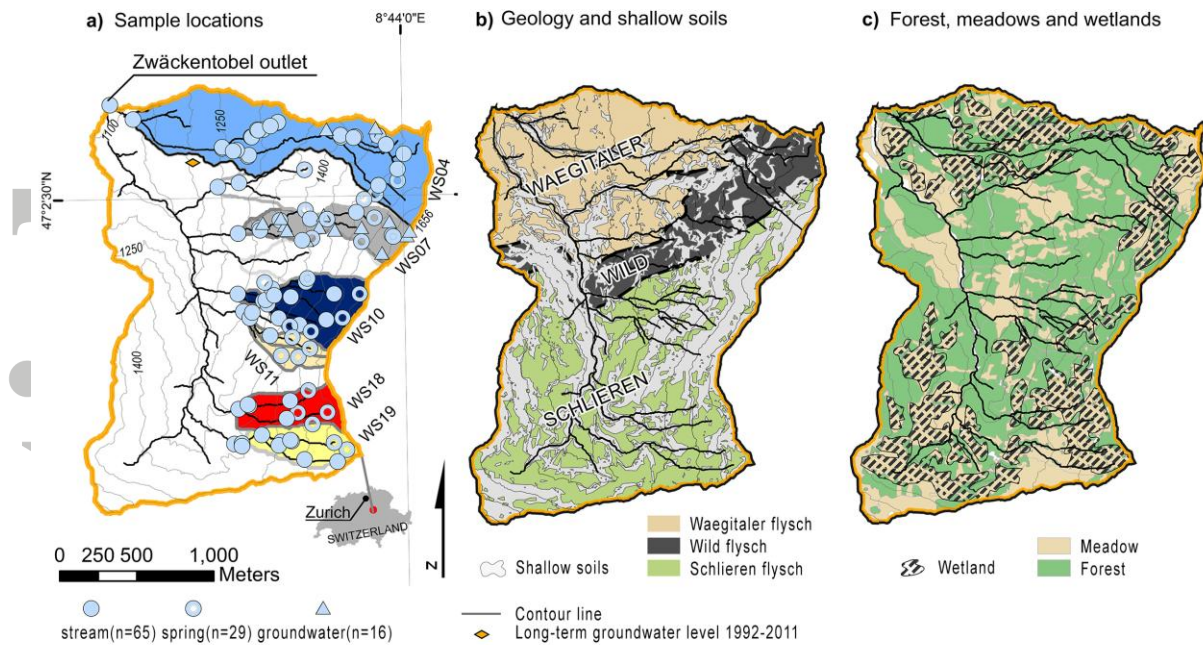 a) Sample locations
8°44'0"E
b) Geology and shallow soils
c) Forest, meadows and wetlands
Zwäckentobel outlet
1100
1250
1400
WS04
47°2'30"N
1656
WS07
1250
WS10
WS11
1400
WS18
WS19
Zurich
SWITZERLAND
N
0 250 500 1,000
Meters
stream(n=65) spring(n=29) groundwater(n=16)
WAEGITALER
WILD
SCHLIEREN
Waegitaler flysch
Wild flysch
Shallow soils
Schlieren flysch
Contour line
Long-term groundwater level 1992-2011
Wetland
Meadow
Forest